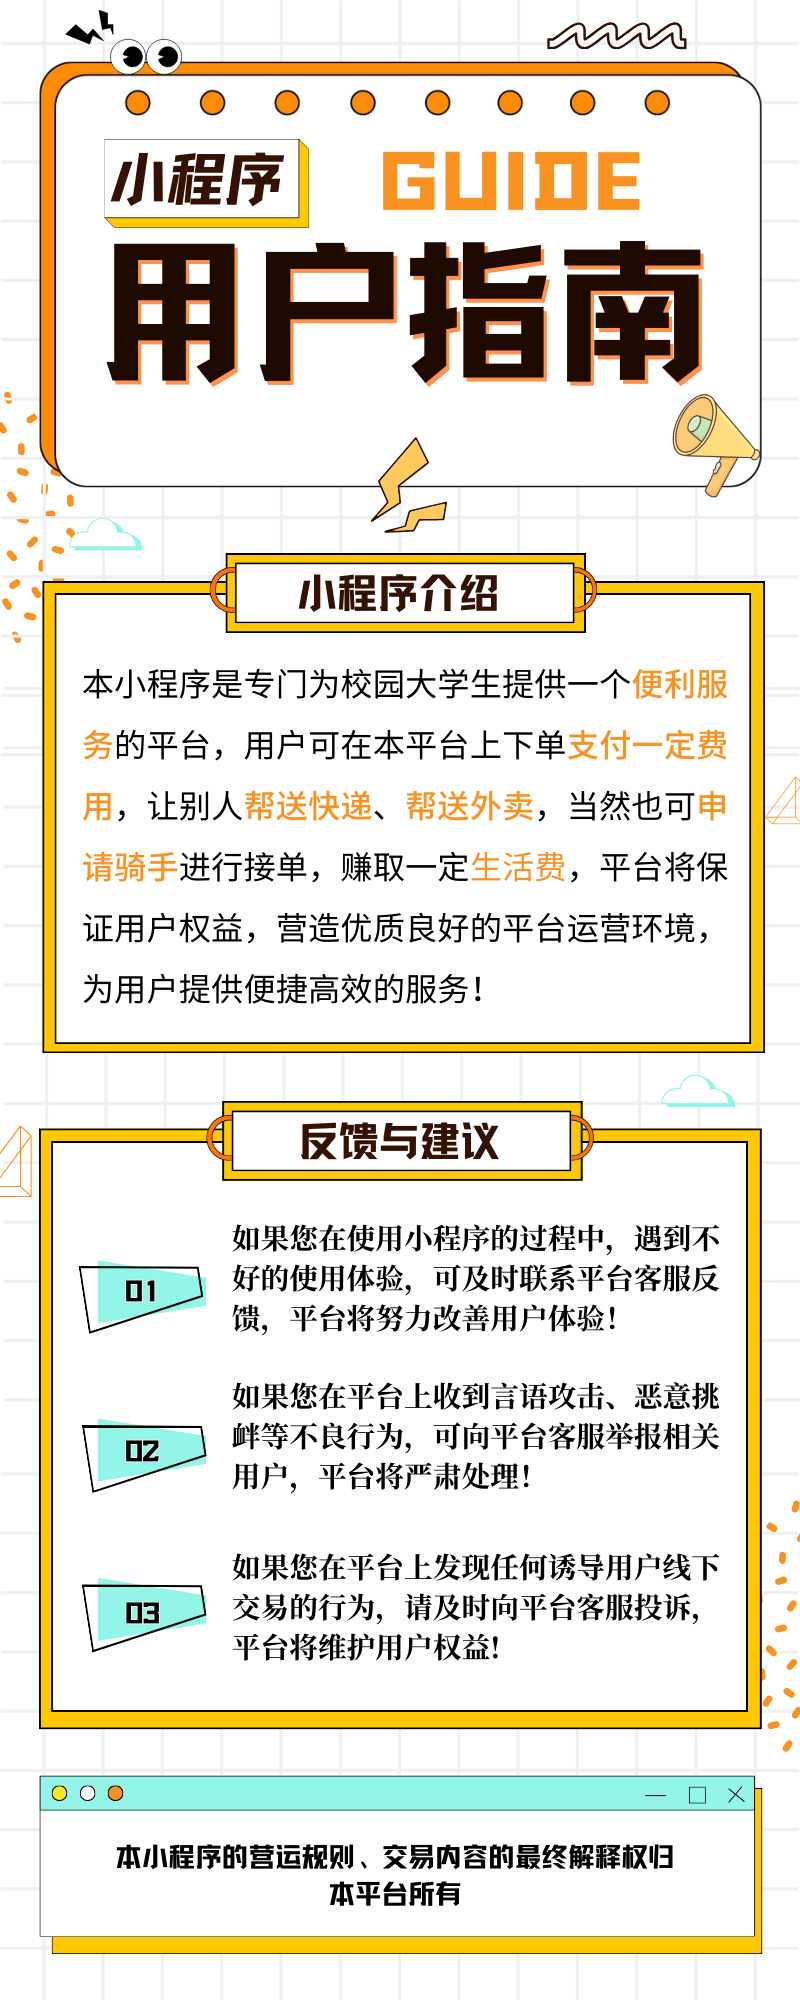 小程序 GUIDE
用户指南
小程序介绍
本小程序是专门为校园大学生提供一个便利服
务的平台，用户可在本平台上下单支付一定费
用，让别人帮送快递、帮送外卖，当然也可申
请骑手进行接单，赚取一定生活费，平台将保
证用户权益，营造优质良好的平台运营环境，
为用户提供便捷高效的服务！
反馈与建议
01
如果您在使用小程序的过程中，遇到不
好的使用体验，可及时联系平台客服反
馈，平台将努力改善用户体验！
02
如果您在平台上收到言语攻击、恶意挑
衅等不良行为，可向平台客服举报相关
用户，平台将严肃处理！
03
如果您在平台上发现任何诱导用户线下
交易的行为，请及时向平台客服投诉，
平台将维护用户权益!
本小程序的营运规则、交易内容的最终解释权归
本平台所有